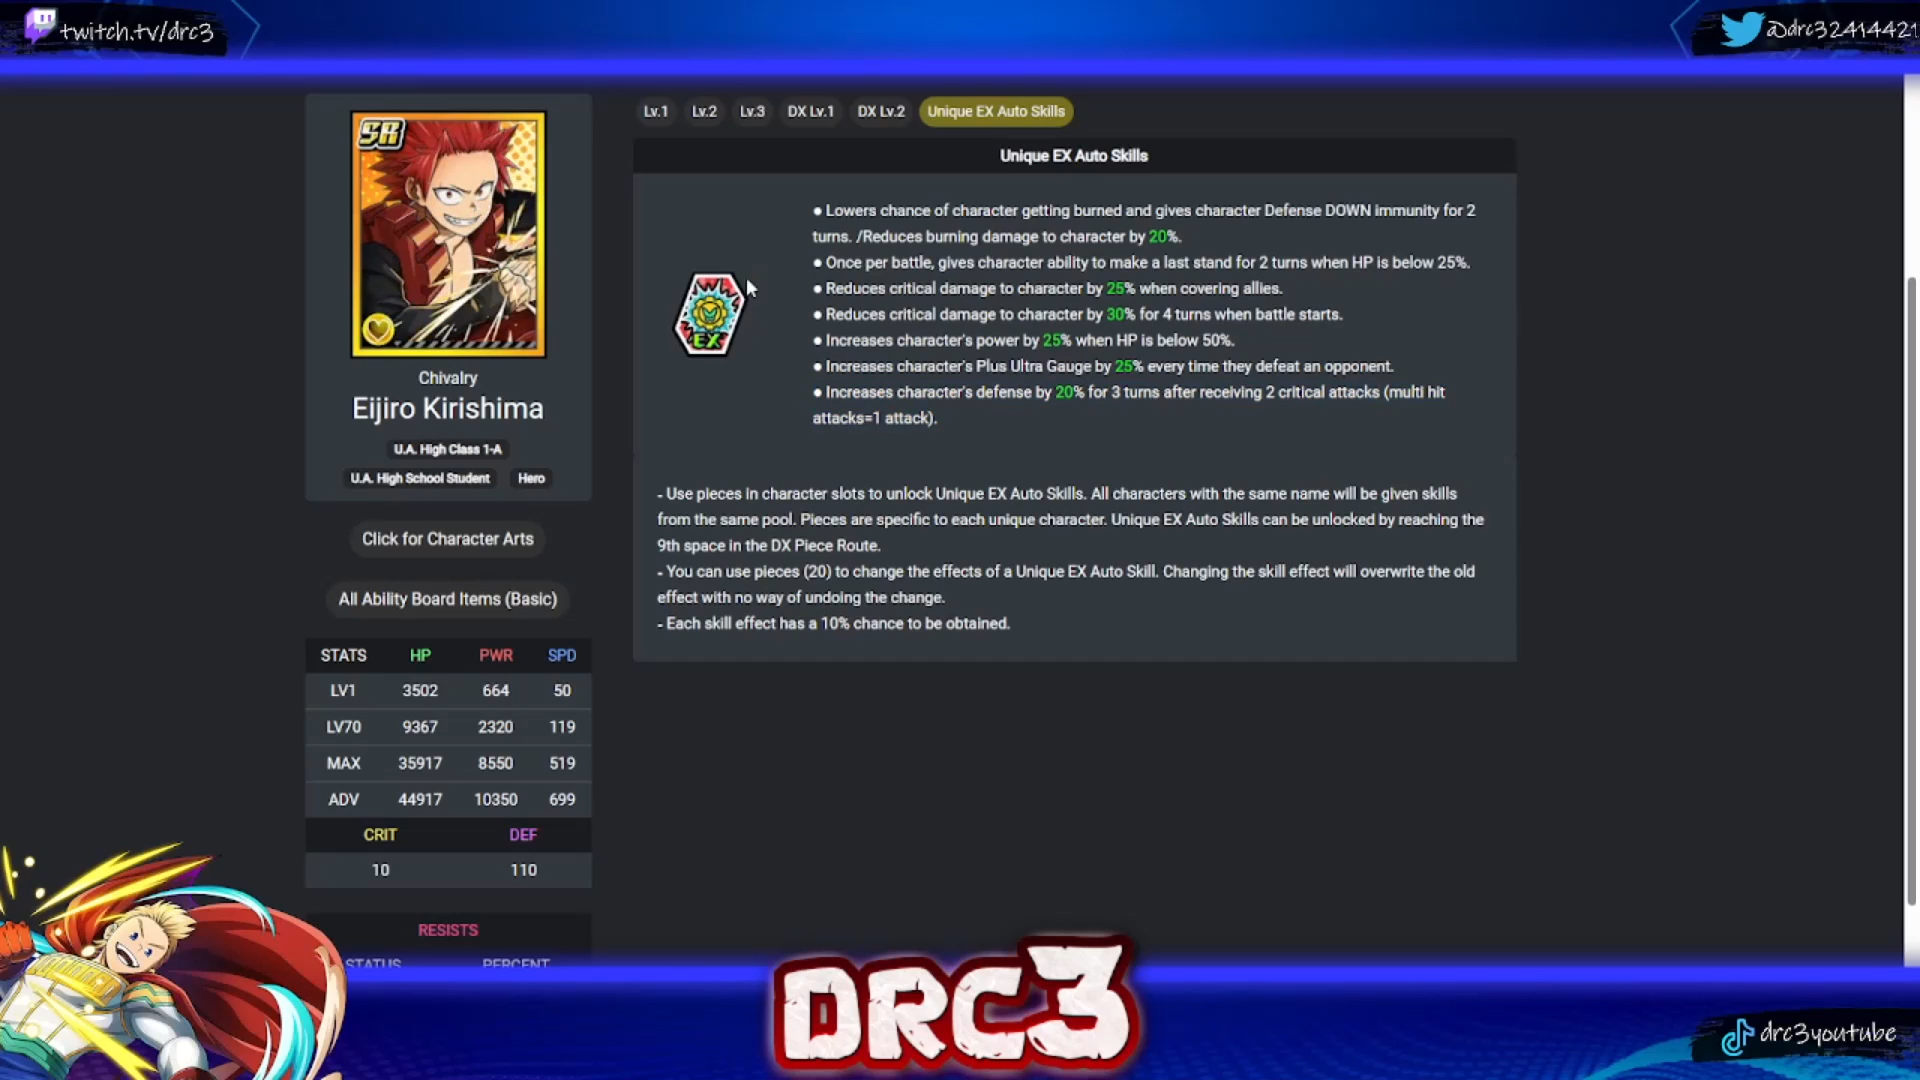 twitch.tv/drc3
@drc32414421
SR
Chivalry
Eijiro Kirishima
U.A. High Class 1-A
U.A. High School Student Hero
Click for Character Arts
All Ability Board Items (Basic)
STATS HP PWR SPD
LV1 3502 664 50
LV70 9367 2320 119
MAX 35917 8550 519
ADV 44917 10350 699
CRIT DEF
10 110
RESISTS
STATUS PERCENT
Lv.1 Lv.2 Lv.3 DX Lv.1 DX Lv.2 Unique EX Auto Skills
Unique EX Auto Skills
EX
● Lowers chance of character getting burned and gives character Defense DOWN immunity for 2
turns. /Reduces burning damage to character by 20%.
● Once per battle, gives character ability to make a last stand for 2 turns when HP is below 25%.
● Reduces critical damage to character by 25% when covering allies.
● Reduces critical damage to character by 30% for 4 turns when battle starts.
● Increases character's power by 25% when HP is below 50%.
● Increases character's Plus Ultra Gauge by 25% every time they defeat an opponent.
● Increases character's defense by 20% for 3 turns after receiving 2 critical attacks (multi hit
attacks=1 attack).
- Use pieces in character slots to unlock Unique EX Auto Skills. All characters with the same name will be given skills
from the same pool. Pieces are specific to each unique character. Unique EX Auto Skills can be unlocked by reaching the
9th space in the DX Piece Route.
- You can use pieces (20) to change the effects of a Unique EX Auto Skill. Changing the skill effect will overwrite the old
effect with no way of undoing the change.
- Each skill effect has a 10% chance to be obtained.
DRC3
drc3youtube